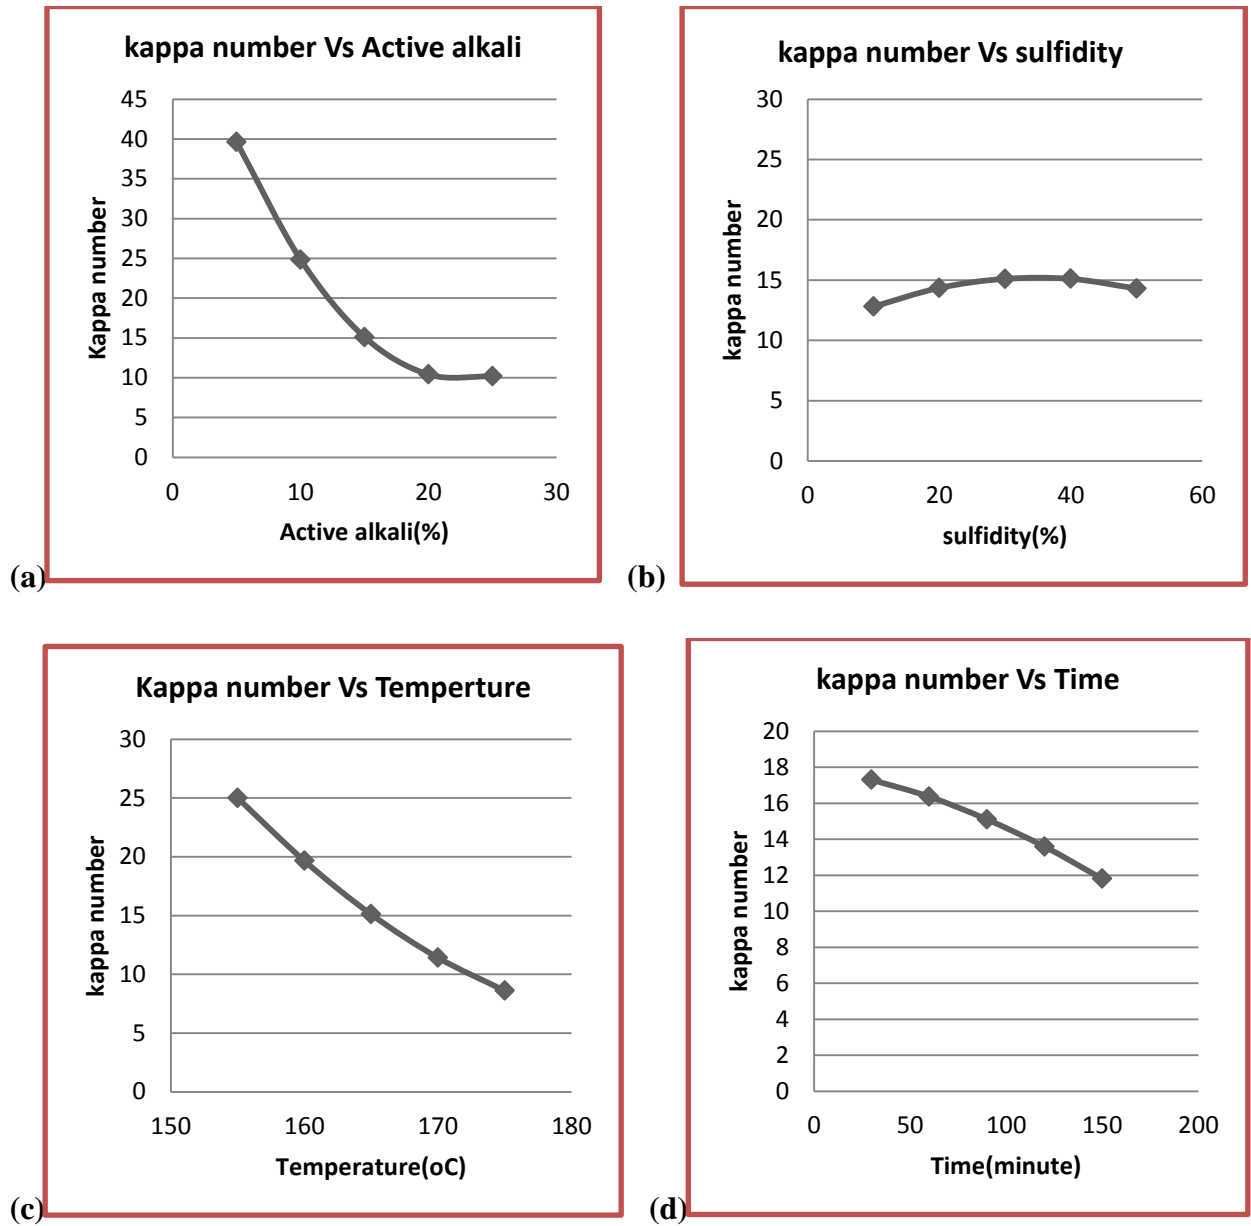 kappa number Vs Active alkali
45
40
35
30
25
20
15
10
5
0
0 10 20 30
Kappa number
Active alkali(%)
(a)
kappa number Vs sulfidity
30
25
20
15
10
5
0
0 20 40 60
kappa number
sulfidity(%)
(b)
Kappa number Vs Temperture
30
25
20
15
10
5
0
150 160 170 180
kappa number
Temperature(oC)
(c)
kappa number Vs Time
20
18
16
14
12
10
8
6
4
2
0
0 50 100 150 200
kappa number
Time(minute)
(d)